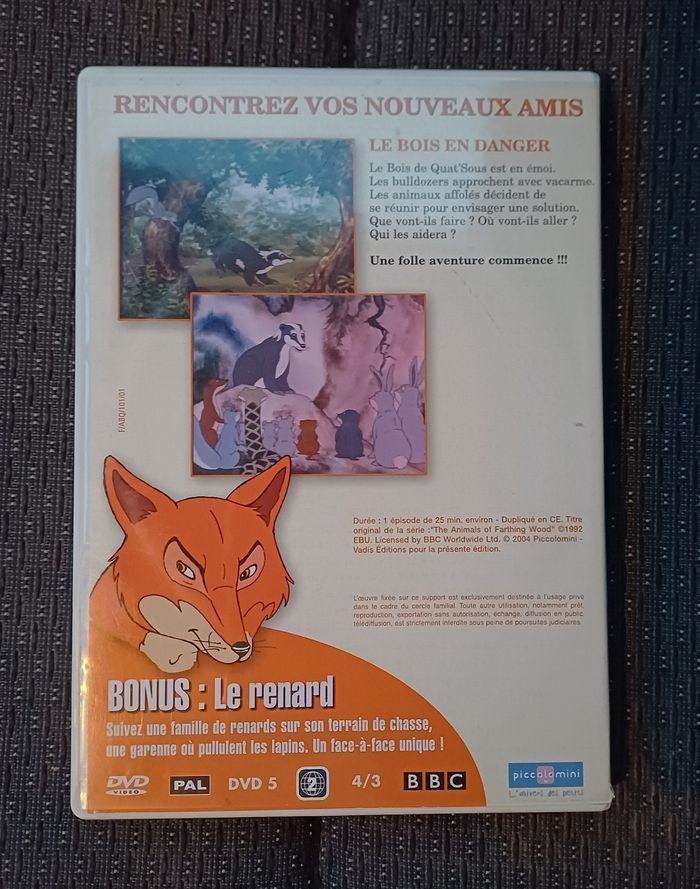 RENCONTREZ VOS NOUVEAUX AMIS
LE BOIS EN DANGER
Le Bois de Quat'Sous est en émoi.
Les bulldozers approchent avec vacarme.
Les animaux affolés décident de
se réunir pour envisager une solution.
Que vont-ils faire ? Où vont-ils aller ?
Qui les aidera ?
Une folle aventure commence !!!
F/ABQ/101/01
Durée : 1 épisode de 25 min. environ - Dupliqué en CE. Titre
original de la série :"The Animals of Farthing Wood" ©1992
EBU. Licensed by BBC Worldwide Ltd. © 2004 Piccolomini -
Vadis Éditions pour la présente édition.
L'œuvre fixée sur ce support est exclusivement destinée à l'usage privé
dans le cadre du cercle familial. Toute autre utilisation, notamment prêt,
reproduction, exportation sans autorisation, échange, diffusion en public,
télédiffusion, est strictement interdite sous peine de poursuites judiciaires.
BONUS : Le renard
Suivez une famille de renards sur son terrain de chasse,
une garenne où pullulent les lapins. Un face-à-face unique !
DVD VIDEO PAL DVD 5 2 4/3 BBC piccolomini
L'univers des petits